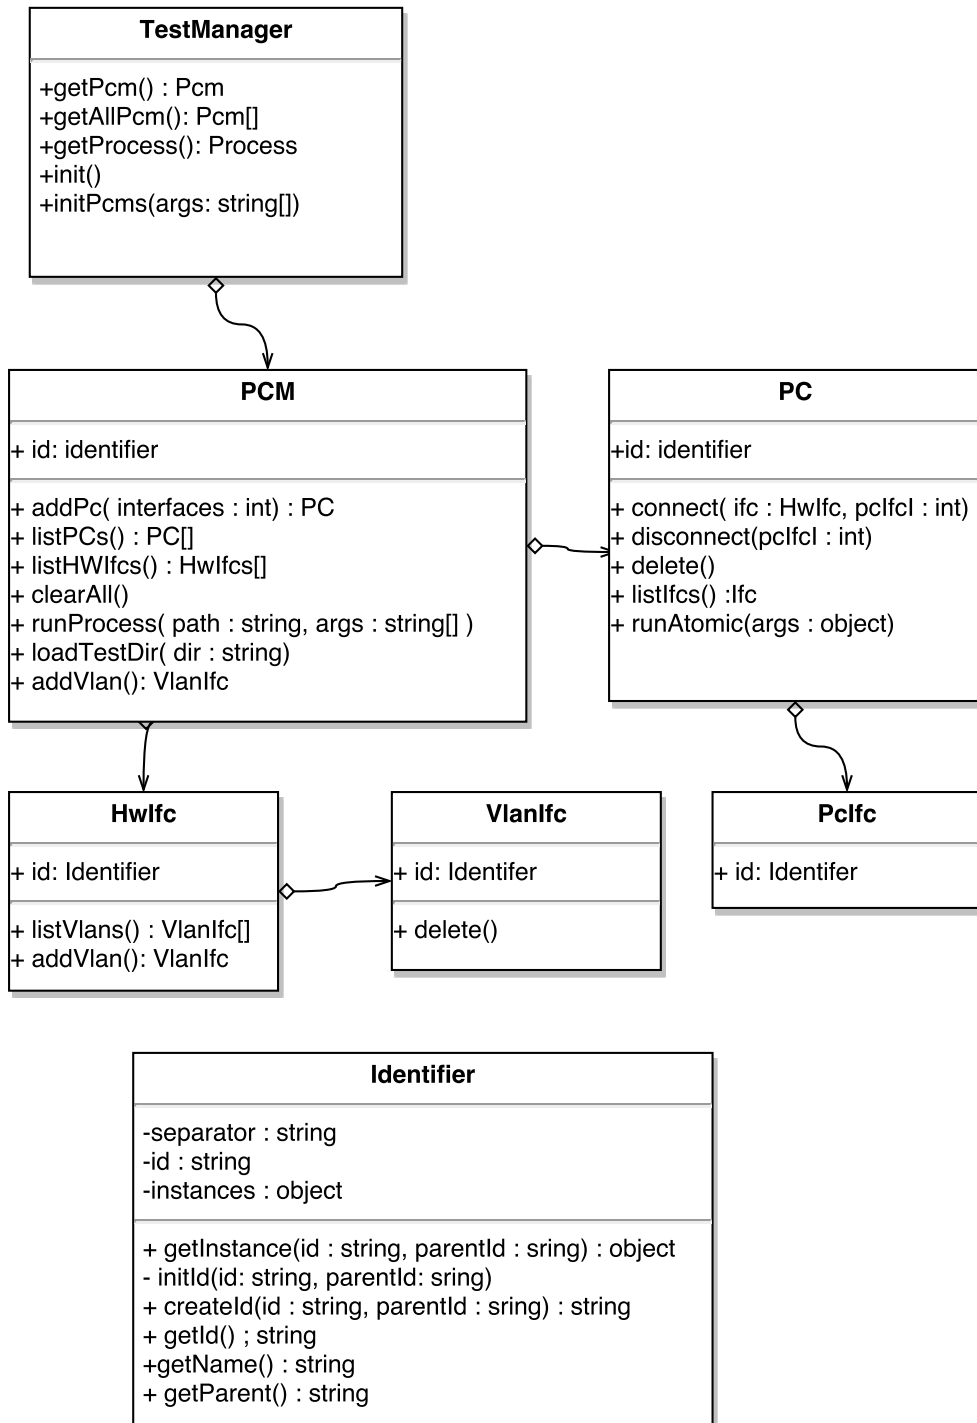 TestManager
+getPcm() : Pcm
+getAllPcm(): Pcm[]
+getProcess(): Process
+init()
+initPcms(args: string[])
PCM
+ id: identifier
+ addPc( interfaces : int) : PC
+ listPCs() : PC[]
+ listHWIfcs() : HwIfcs[]
+ clearAll()
+ runProcess( path : string, args : string[] )
+ loadTestDir( dir : string)
+ addVlan(): VlanIfc
PC
+id: identifier
+ connect( ifc : HwIfc, pcIfcI : int)
+ disconnect(pcIfcI : int)
+ delete()
+ listIfcs() :Ifc
+ runAtomic(args : object)
HwIfc
+ id: Identifier
+ listVlans() : VlanIfc[]
+ addVlan(): VlanIfc
VlanIfc
+ id: Identifer
+ delete()
PcIfc
+ id: Identifer
Identifier
-separator : string
-id : string
-instances : object
+ getInstance(id : string, parentId : sring) : object
- initId(id: string, parentId: sring)
+ createId(id : string, parentId : sring) : string
+ getId() ; string
+getName() : string
+ getParent() : string